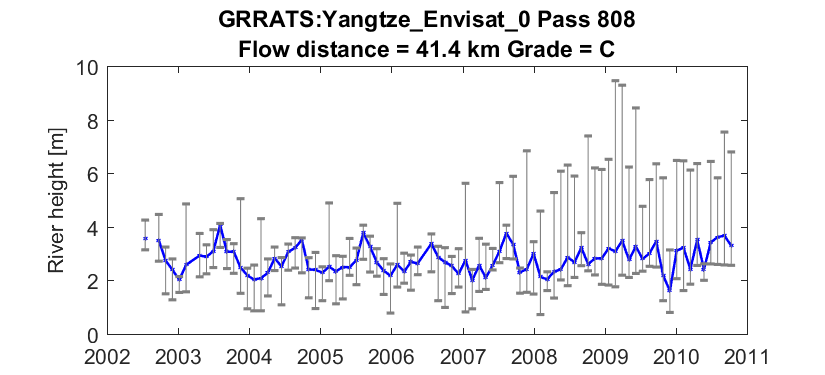 GRRATS:Yangtze_Envisat_0 Pass 808
Flow distance = 41.4 km Grade = C
10
8
6
4
2
0
River height [m]
2002 2003 2004 2005 2006 2007 2008 2009 2010 2011